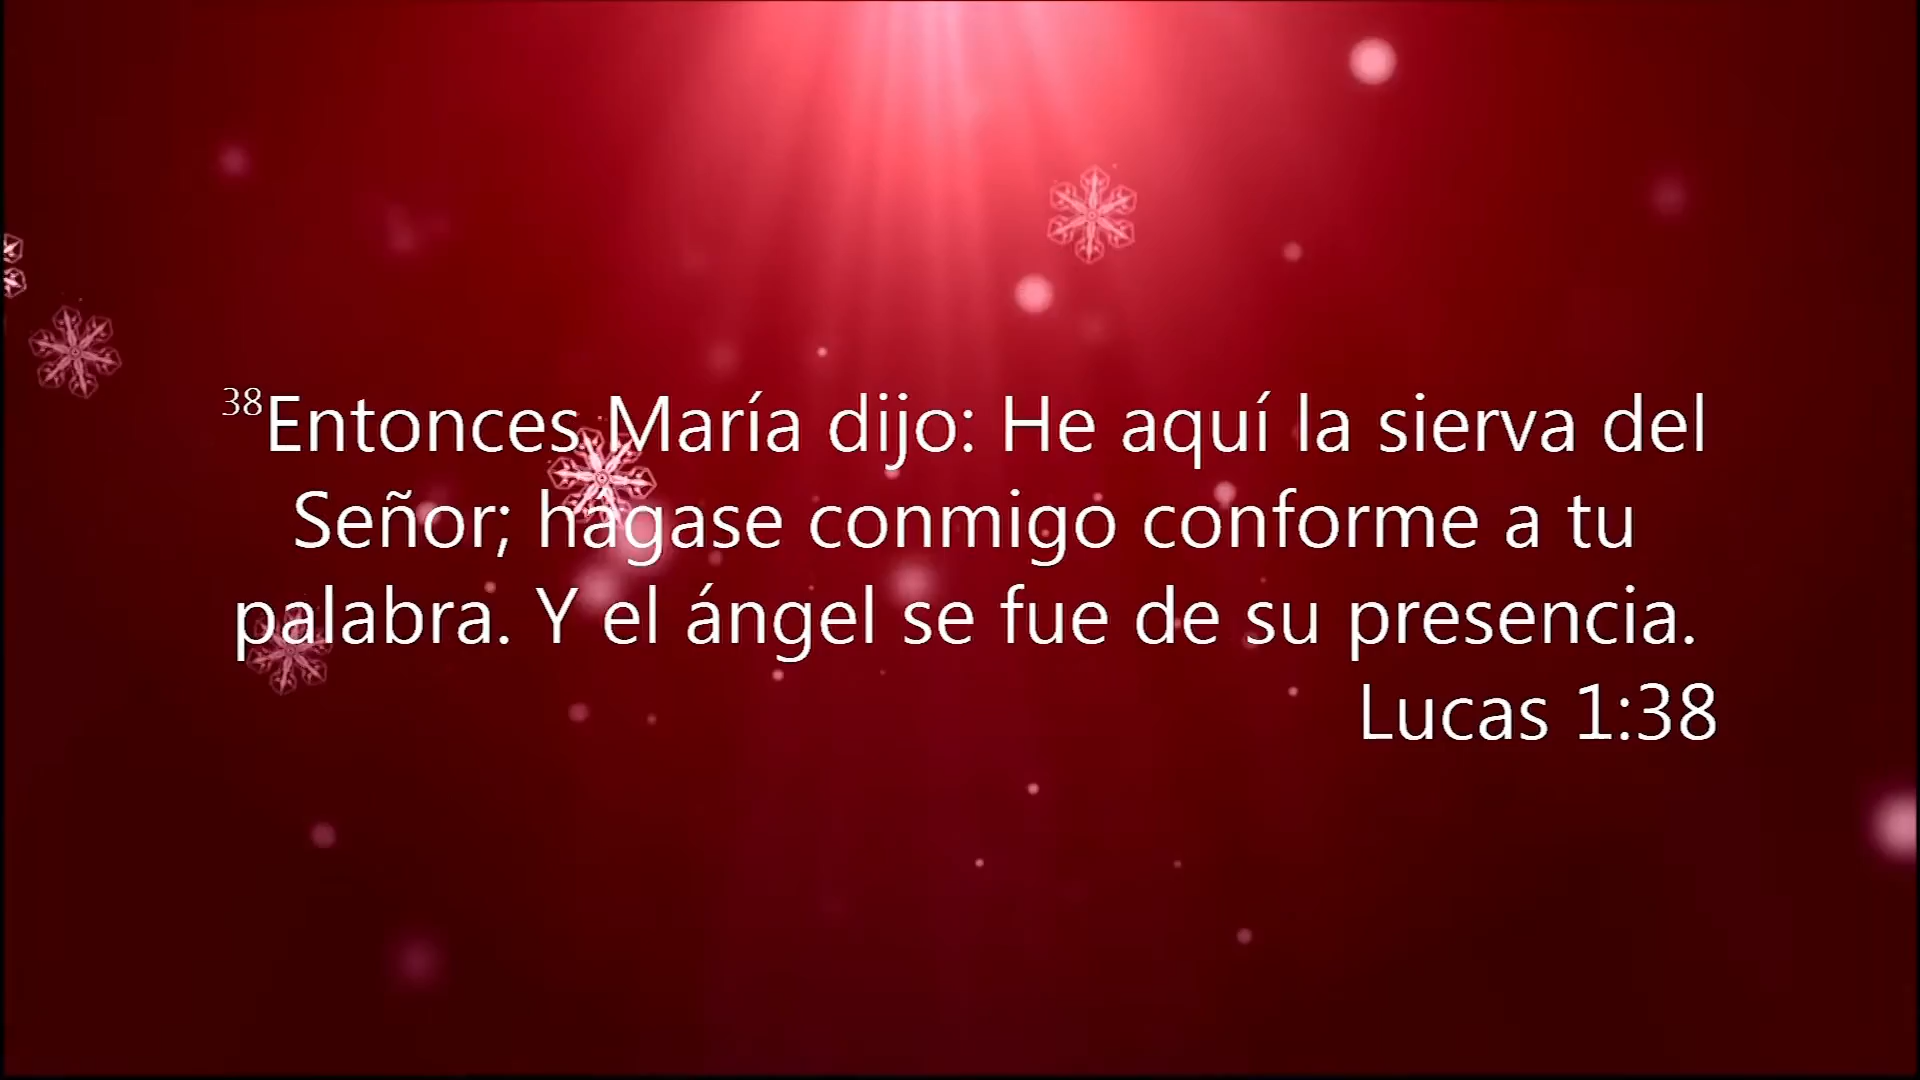 38Entonces María dijo: He aquí la sierva del
Señor; hágase conmigo conforme a tu
palabra. Y el ángel se fue de su presencia.
Lucas 1:38